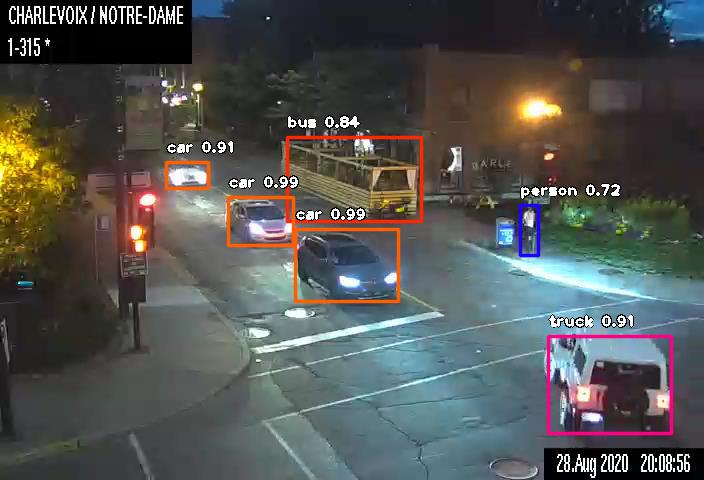 CHARLEVOIX / NOTRE-DAME
1-315 *
bus 0.84
car 0.91
car 0.99
car 0.99
person 0.72
truck 0.91
28.Aug 2020 20:08:56